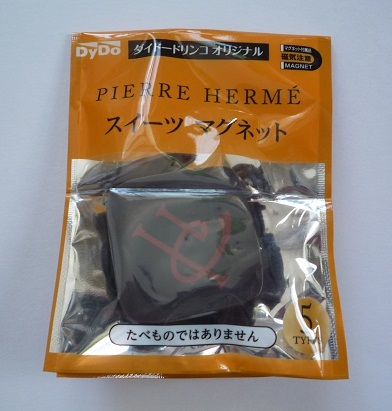 DyDo
ダイドードリンコ オリジナル
マグネット付商品
磁気注意
MAGNET
PIERRE HERMÉ
スイーツ マグネット
たべものではありません
5